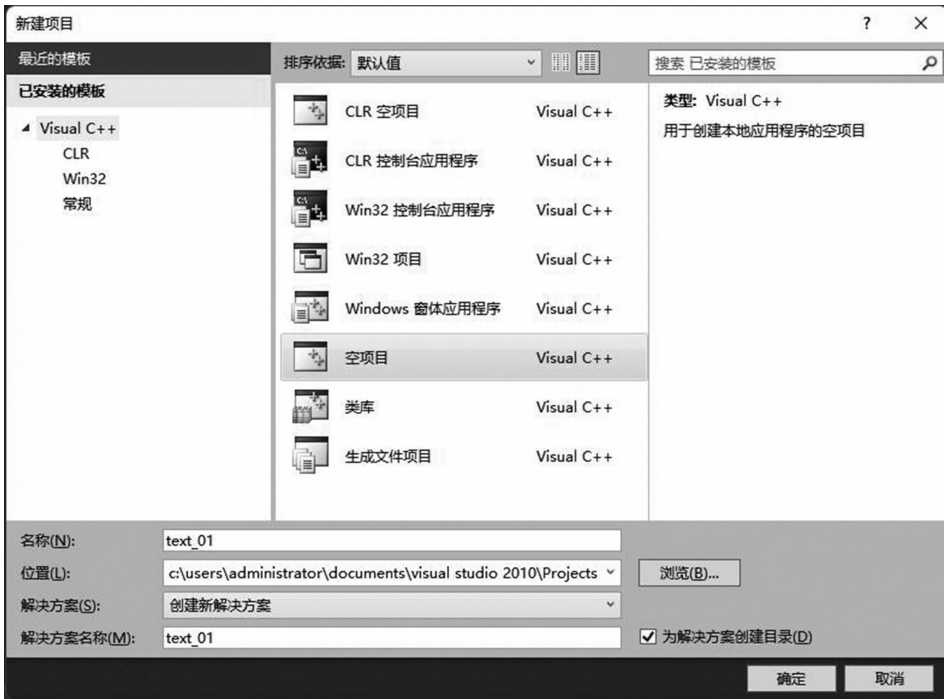 新建项目
? ×
最近的模板
已安装的模板
Visual C++
CLR
Win32
常规
排序依据: 默认值
搜索 已安装的模板
CLR 空项目 Visual C++
CLR 控制台应用程序 Visual C++
Win32 控制台应用程序 Visual C++
Win32 项目 Visual C++
Windows 窗体应用程序 Visual C++
空项目 Visual C++
类库 Visual C++
生成文件项目 Visual C++
类型: Visual C++
用于创建本地应用程序的空项目
名称(N): text_01
位置(L): c:\users\administrator\documents\visual studio 2010\Projects 浏览(B)...
解决方案(S): 创建新解决方案
解决方案名称(M): text_01 为解决方案创建目录(D)
确定 取消